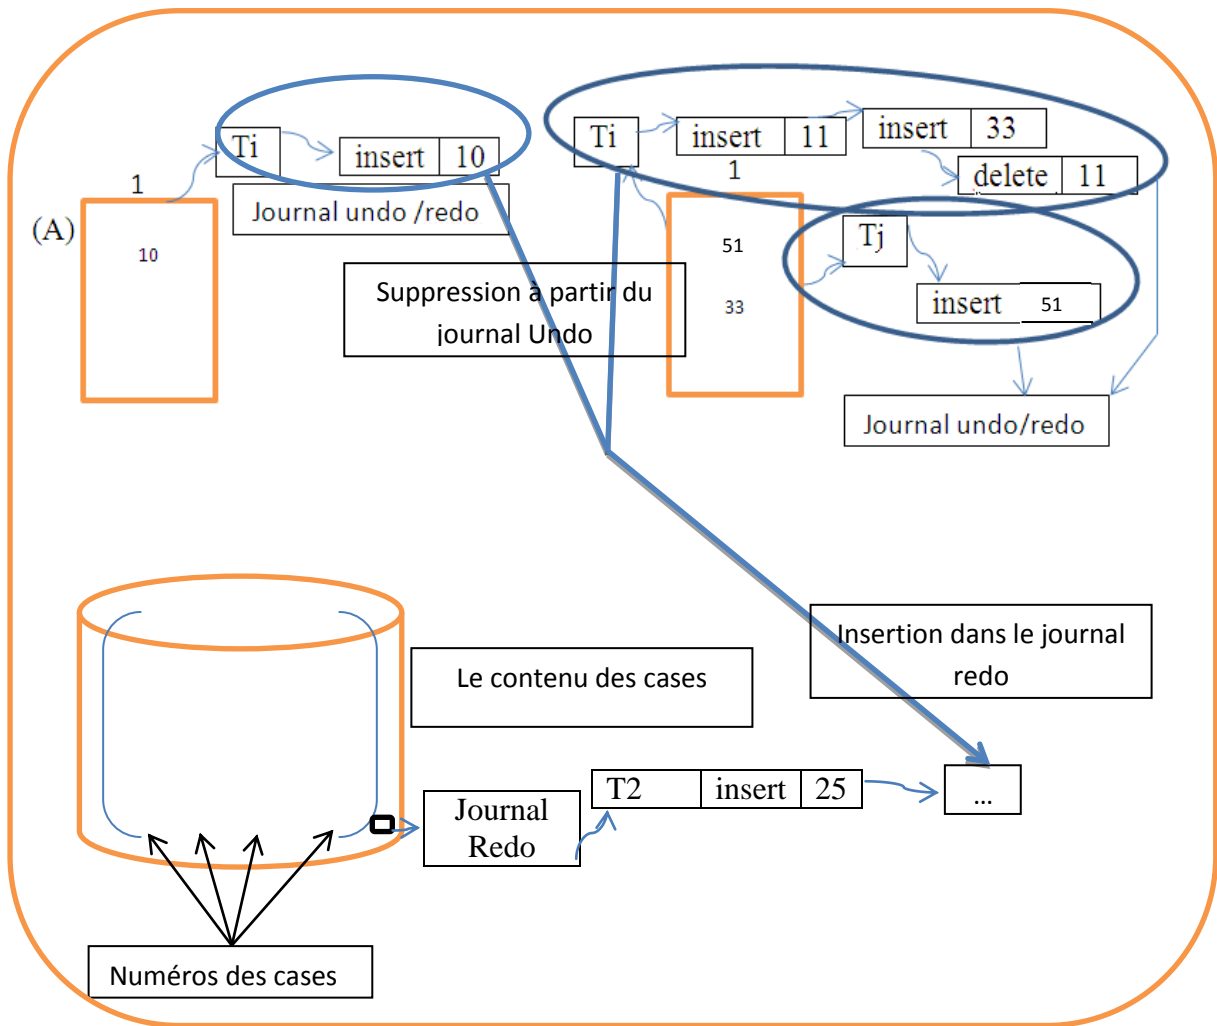 Ti
insert 10
1
Journal undo /redo
(A)
10
Ti
insert 11
insert 33
1
delete 11
51
33
Tj
insert 51
Suppression à partir du
journal Undo
Journal undo/redo
Insertion dans le journal
redo
Le contenu des cases
T2 insert 25
...
Journal
Redo
Numéros des cases